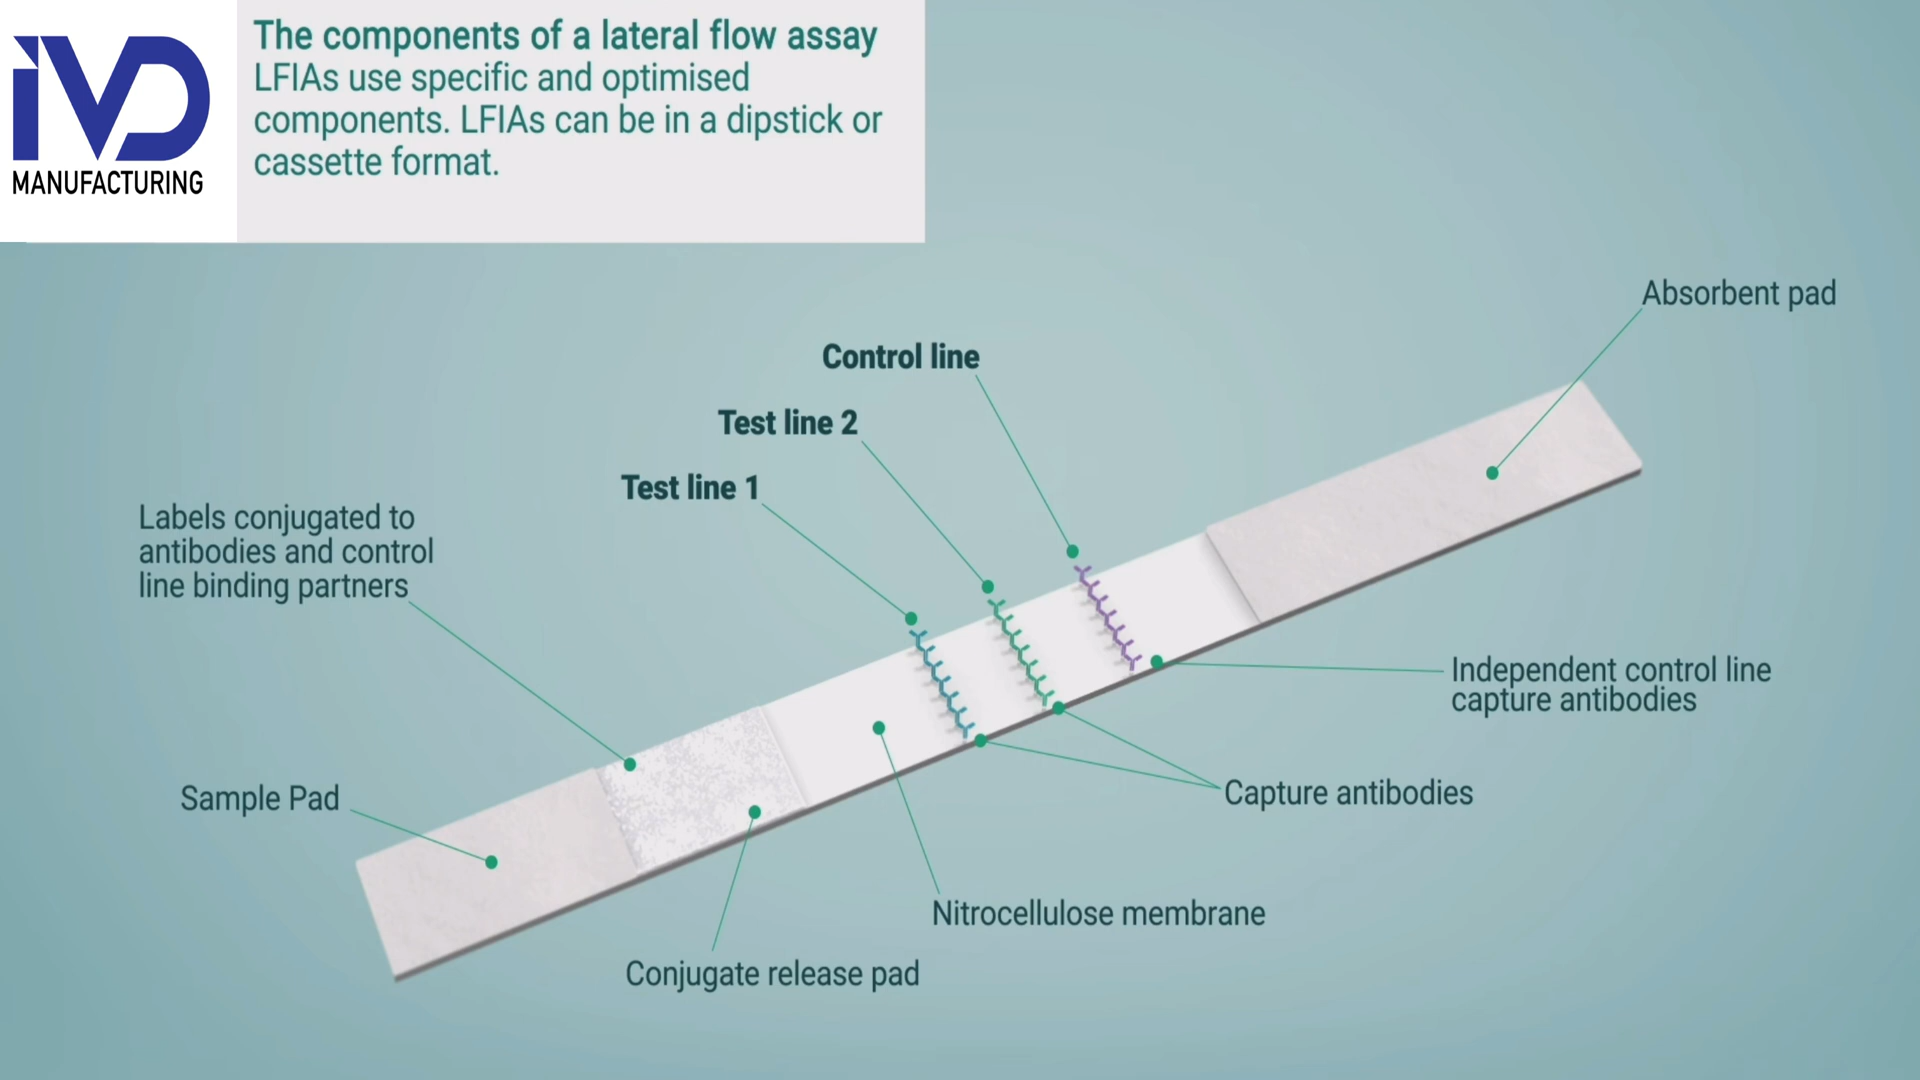 iVD
MANUFACTURING
The components of a lateral flow assay
LFIAs use specific and optimised
components. LFIAs can be in a dipstick or
cassette format.
Absorbent pad
Control line
Test line 2
Test line 1
Labels conjugated to
antibodies and control
line binding partners
Independent control line
capture antibodies
Sample Pad
Capture antibodies
Nitrocellulose membrane
Conjugate release pad